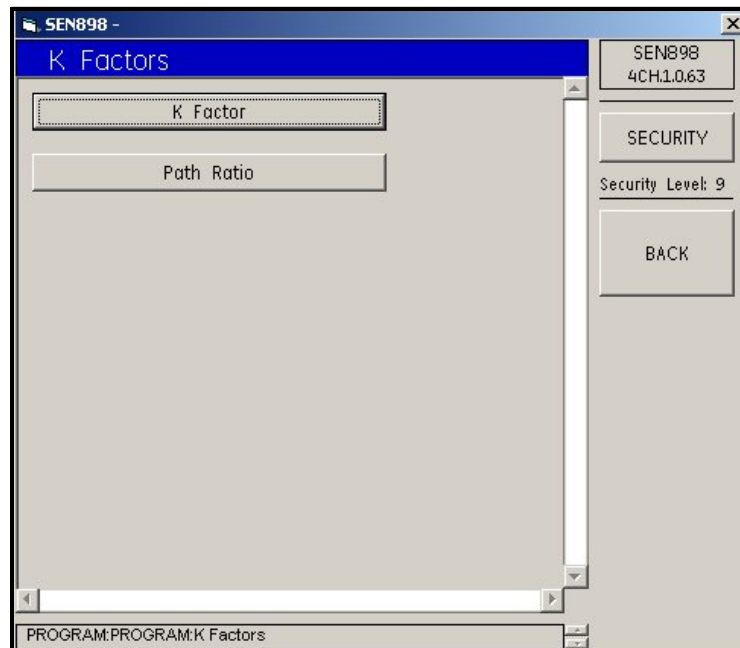 SEN898 -
K Factors
K Factor
Path Ratio
SEN898
4CH.1.0.63
SECURITY
Security Level: 9
BACK
PROGRAM:PROGRAM:K Factors